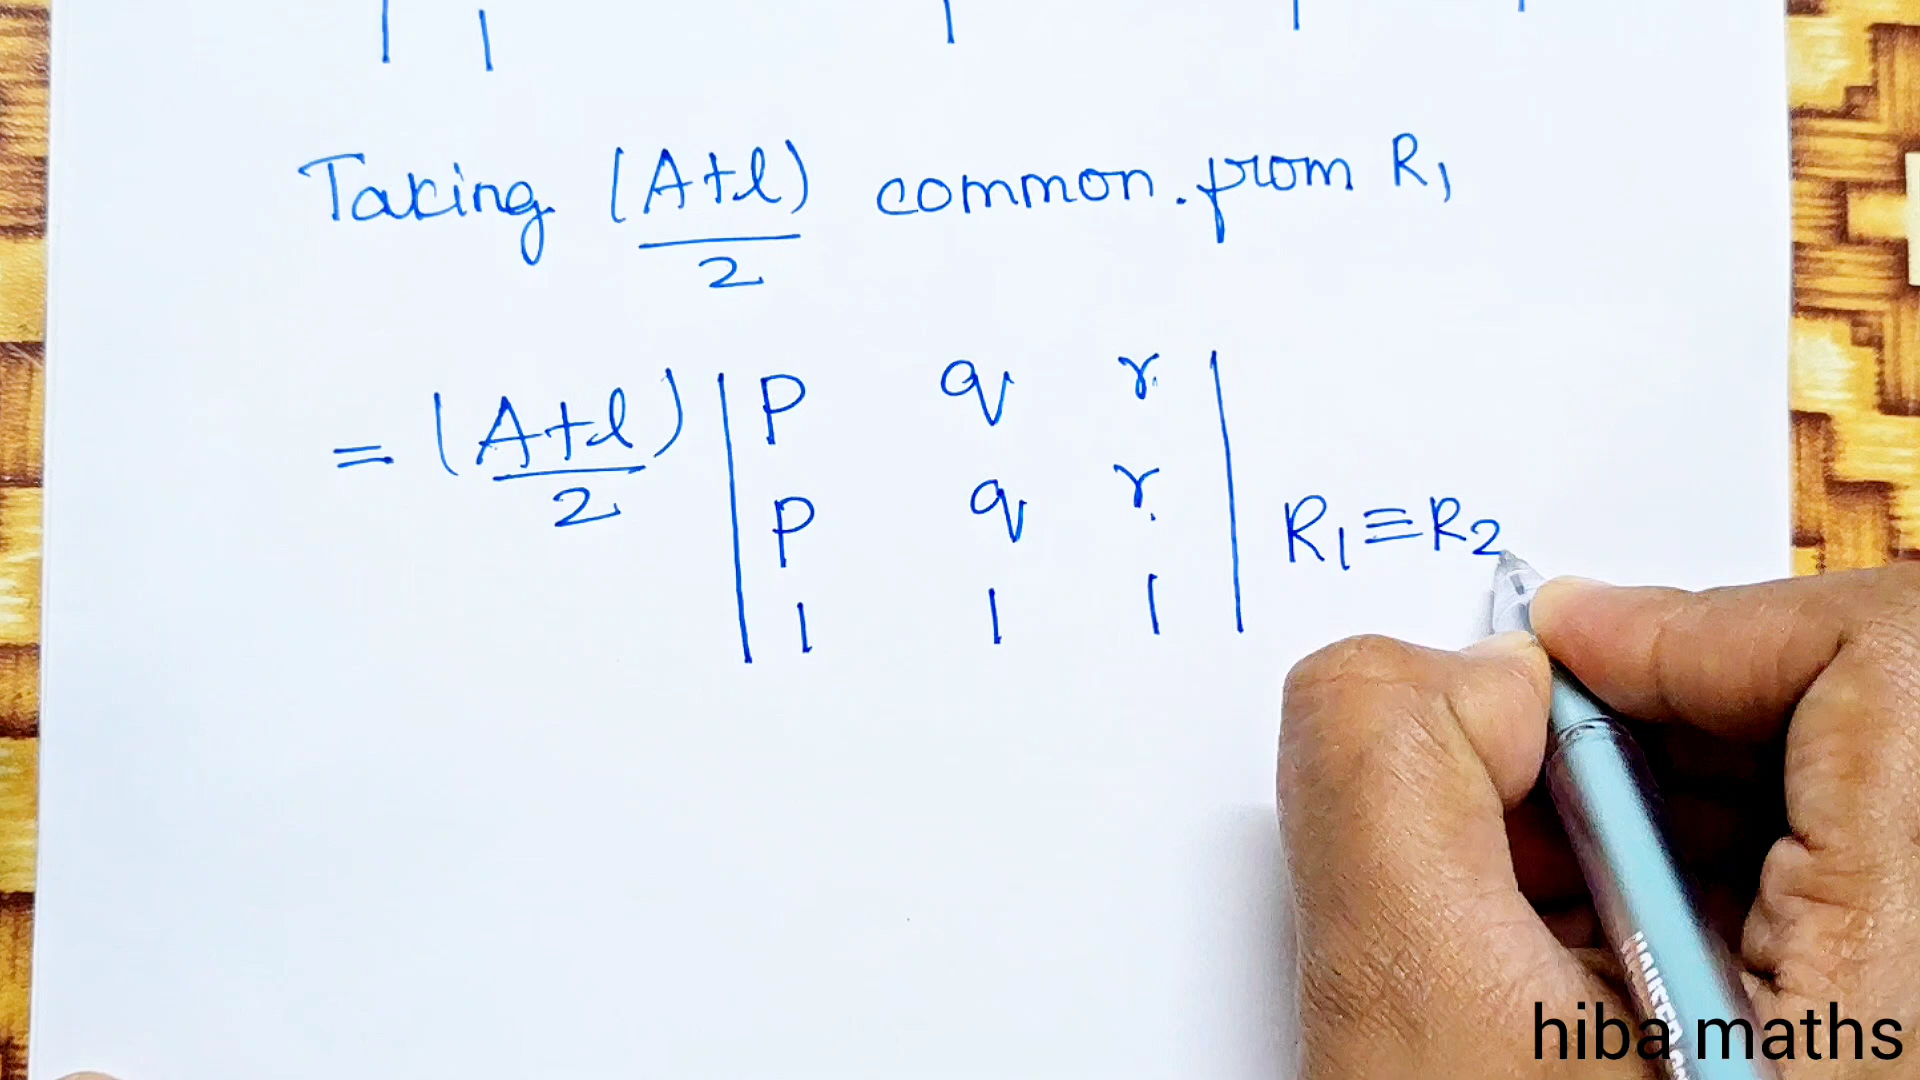 Taking (A+l)/2 common. from R₁
= (A+l)/2 | p q r |
| p q r | R₁ ≡ R₂
| 1 1 1 |
hiba maths